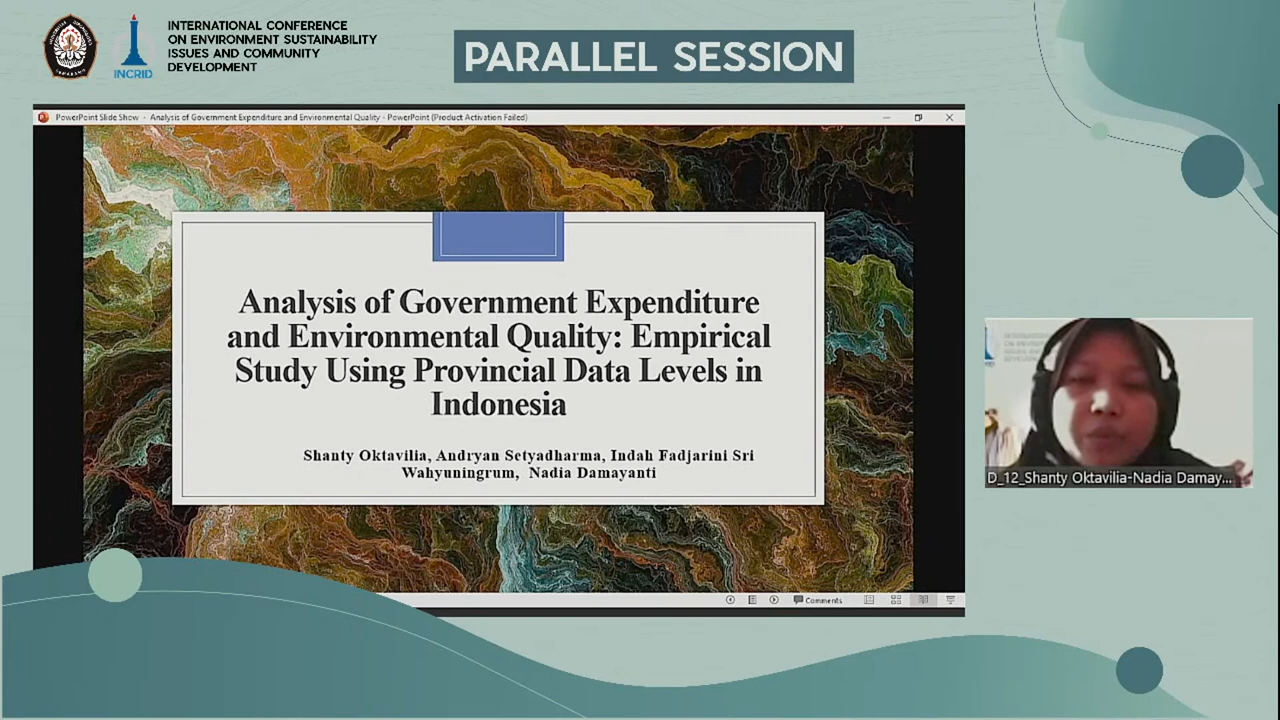 INTERNATIONAL CONFERENCE
ON ENVIRONMENT SUSTAINABILITY
ISSUES AND COMMUNITY
DEVELOPMENT
INCRID
PARALLEL SESSION
PowerPoint Slide Show - Analysis of Government Expenditure and Environmental Quality - PowerPoint (Product Activation Failed)
Analysis of Government Expenditure
and Environmental Quality: Empirical
Study Using Provincial Data Levels in
Indonesia
Shanty Oktavilia, Andryan Setyadharma, Indah Fadjarini Sri
Wahyuningrum, Nadia Damayanti
D_12_Shanty Oktavilia-Nadia Damay...
Comments